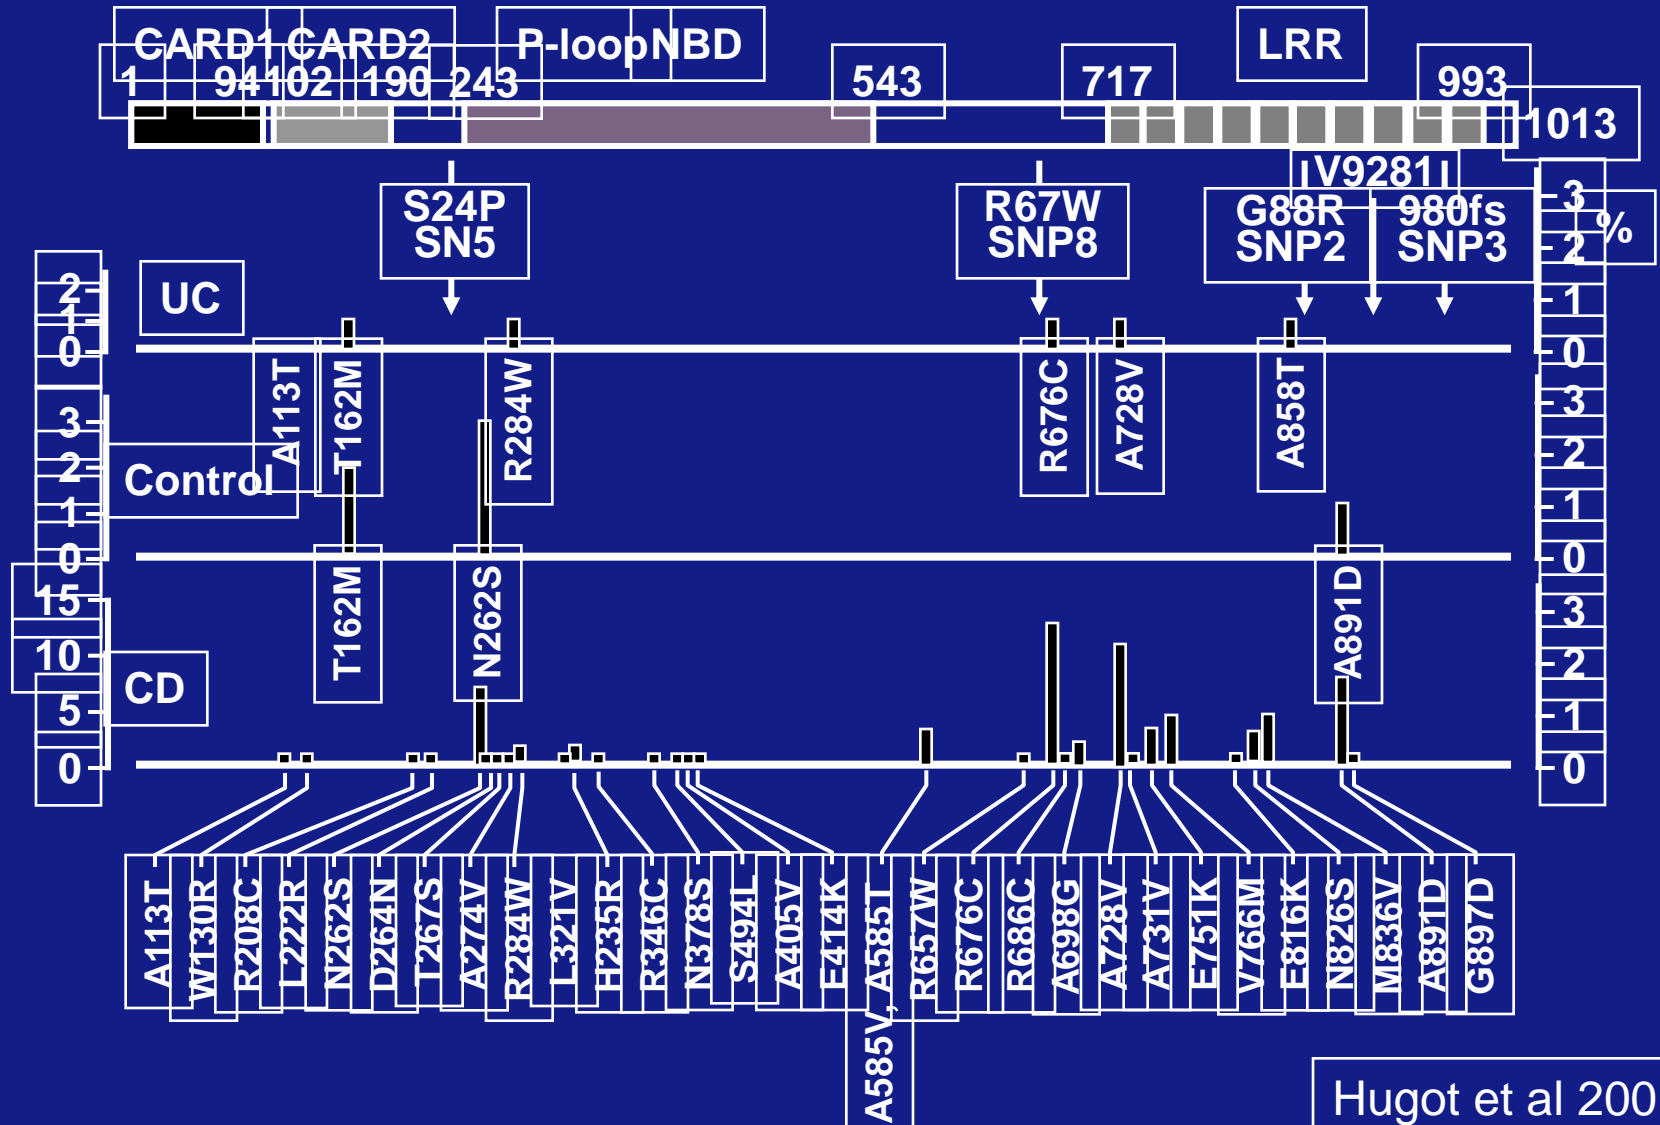 CARD1 CARD2 P-loop NBD LRR
1 94 102 190 243 543 717 993
1013
V928I
S24P
SN5
R67W
SNP8
G88R
SNP2
980fs
SNP3
%
3
2
1
0
UC
2
1
0
A113T T162M R284W R676C A728V A858T
Control
3
2
1
0
3
2
1
0
T162M N262S A891D
CD
15
10
5
0
3
2
1
0
A113T
W130R
R208C
L222R
N262S
D264N
T267S
A274V
R284W
L321V
H235R
R346C
N378S
S494L
A405V
E414K
A585V, A585T
R657W
R676C
R686C
A698G
A728V
A731V
E751K
V766M
E816K
N826S
M836V
A891D
G897D
Hugot et al 200